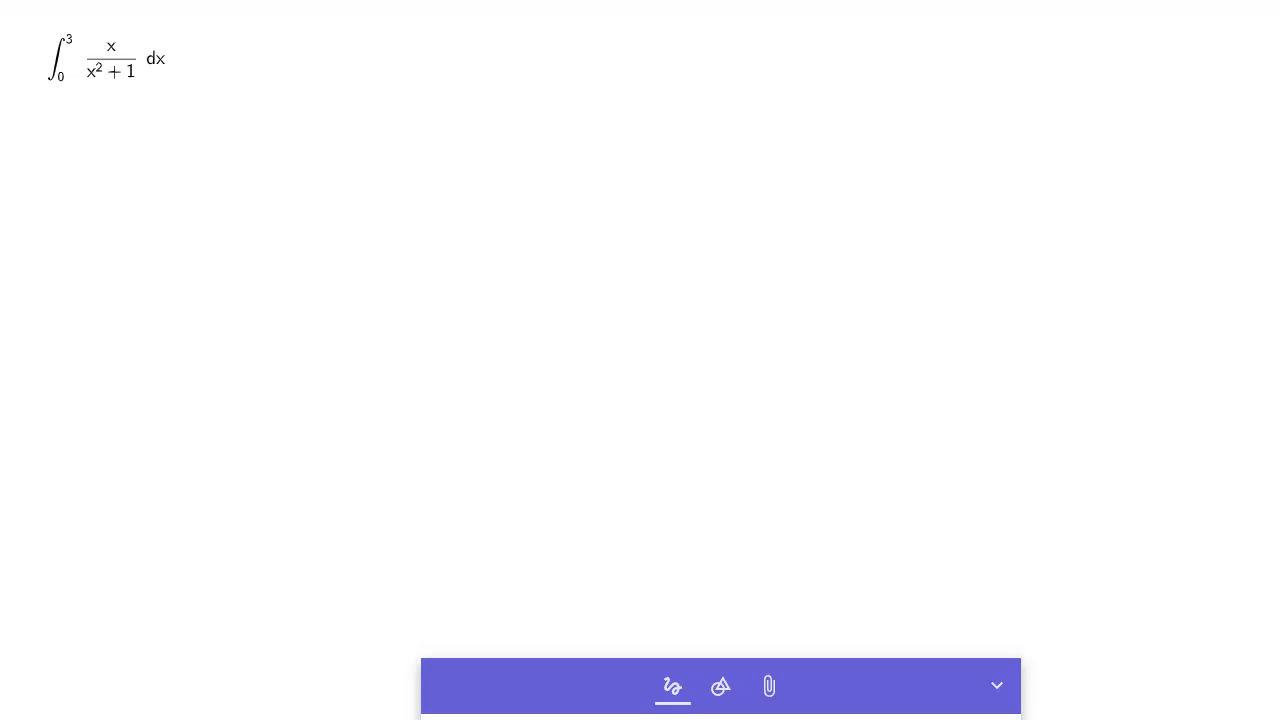 ∫₀³ x/(x² + 1) dx